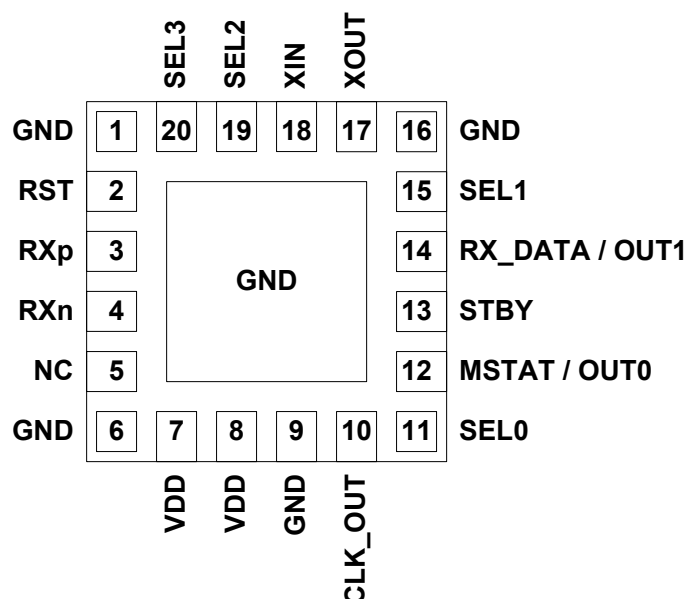 SEL3
SEL2
XIN
XOUT
GND 1 20 19 18 17 16 GND
RST 2 15 SEL1
RXp 3 14 RX_DATA / OUT1
GND
RXn 4 13 STBY
NC 5 12 MSTAT / OUT0
GND 6 7 8 9 10 11 SEL0
VDD
VDD
GND
CLK_OUT